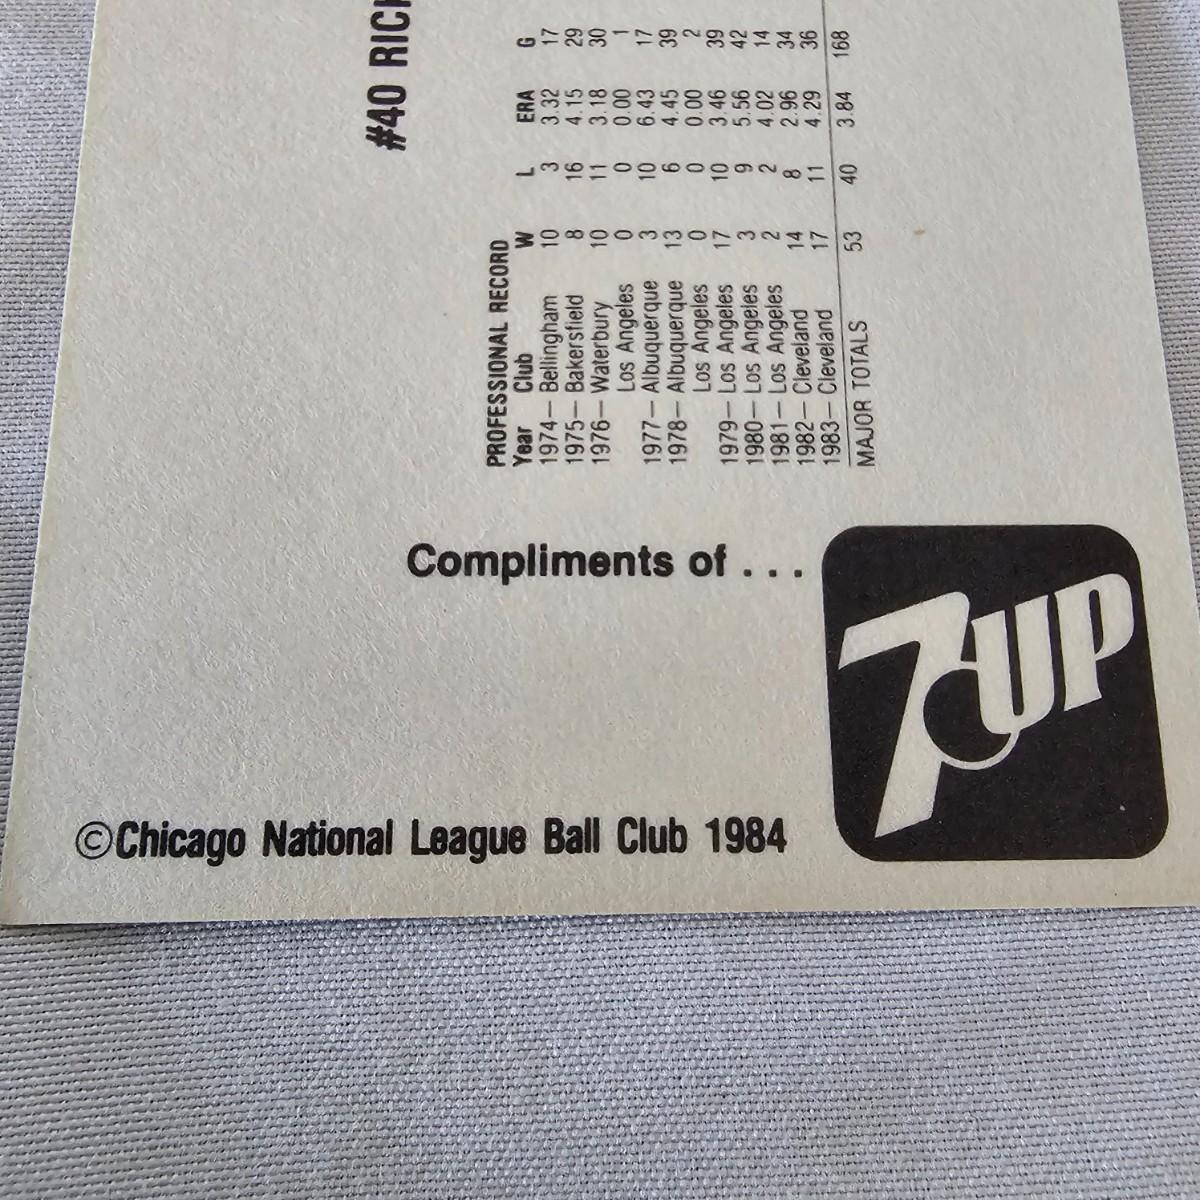 #40 RICH
PROFESSIONAL RECORD
Year Club W L ERA G
1974— Bellingham 10 3 3.32 17
1975— Bakersfield 8 16 4.15 29
1976— Waterbury 10 11 3.18 30
Los Angeles 0 0 0.00 1
1977— Albuquerque 3 10 6.43 17
1978— Albuquerque 13 6 4.45 39
Los Angeles 0 0 0.00 2
1979— Los Angeles 17 10 3.46 39
1980— Los Angeles 3 9 5.56 42
1981— Los Angeles 2 2 4.02 14
1982— Cleveland 14 8 2.96 34
1983— Cleveland 17 11 4.29 36
MAJOR TOTALS 53 40 3.84 168
Compliments of . . .
7UP
©Chicago National League Ball Club 1984